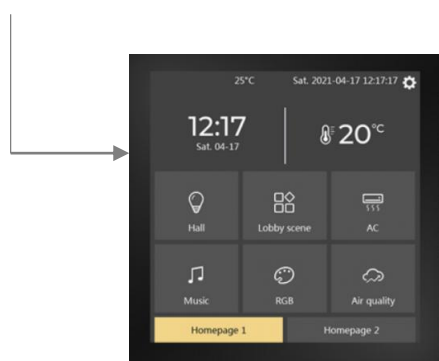 25°C Sat. 2021-04-17 12:17:17
12:17
Sat. 04-17
20°C
Hall Lobby scene AC
Music RGB Air quality
Homepage 1 Homepage 2